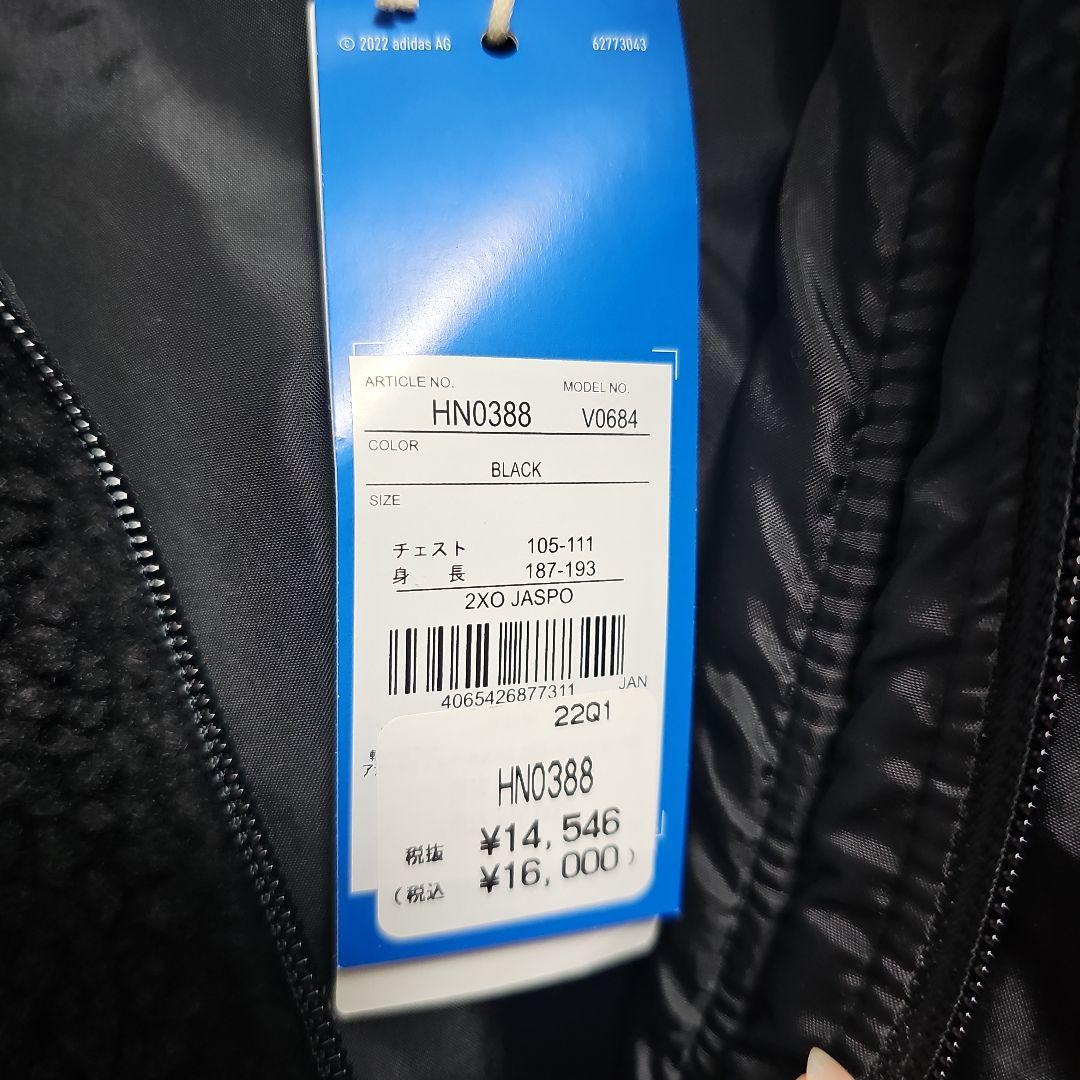 © 2022 adidas AG 62773043
ARTICLE NO. MODEL NO.
HN0388 V0684
COLOR
BLACK
SIZE
チェスト 105-111
身 長 187-193
2XO JASPO
4065426877311 JAN
22Q1
HN0388
税抜 ¥14,546
(税込 ¥16,000)